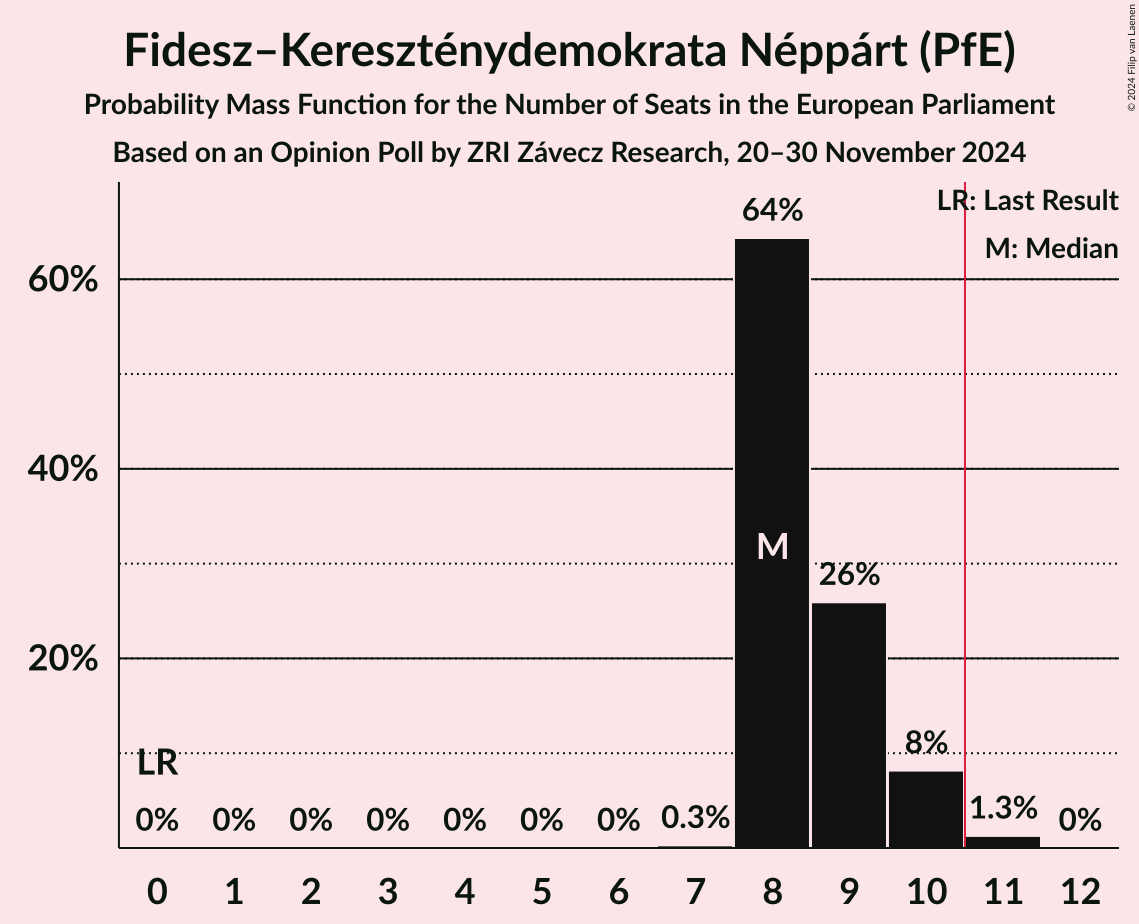 Fidesz–Kereszténydemokrata Néppárt (PfE)
Probability Mass Function for the Number of Seats in the European Parliament
Based on an Opinion Poll by ZRI Závecz Research, 20–30 November 2024
© 2024 Filip van Laenen
LR: Last Result
M: Median
64%
60%
40%
M
26%
20%
8%
LR
0% 0% 0% 0% 0% 0% 0% 0.3% 1.3% 0%
0 1 2 3 4 5 6 7 8 9 10 11 12